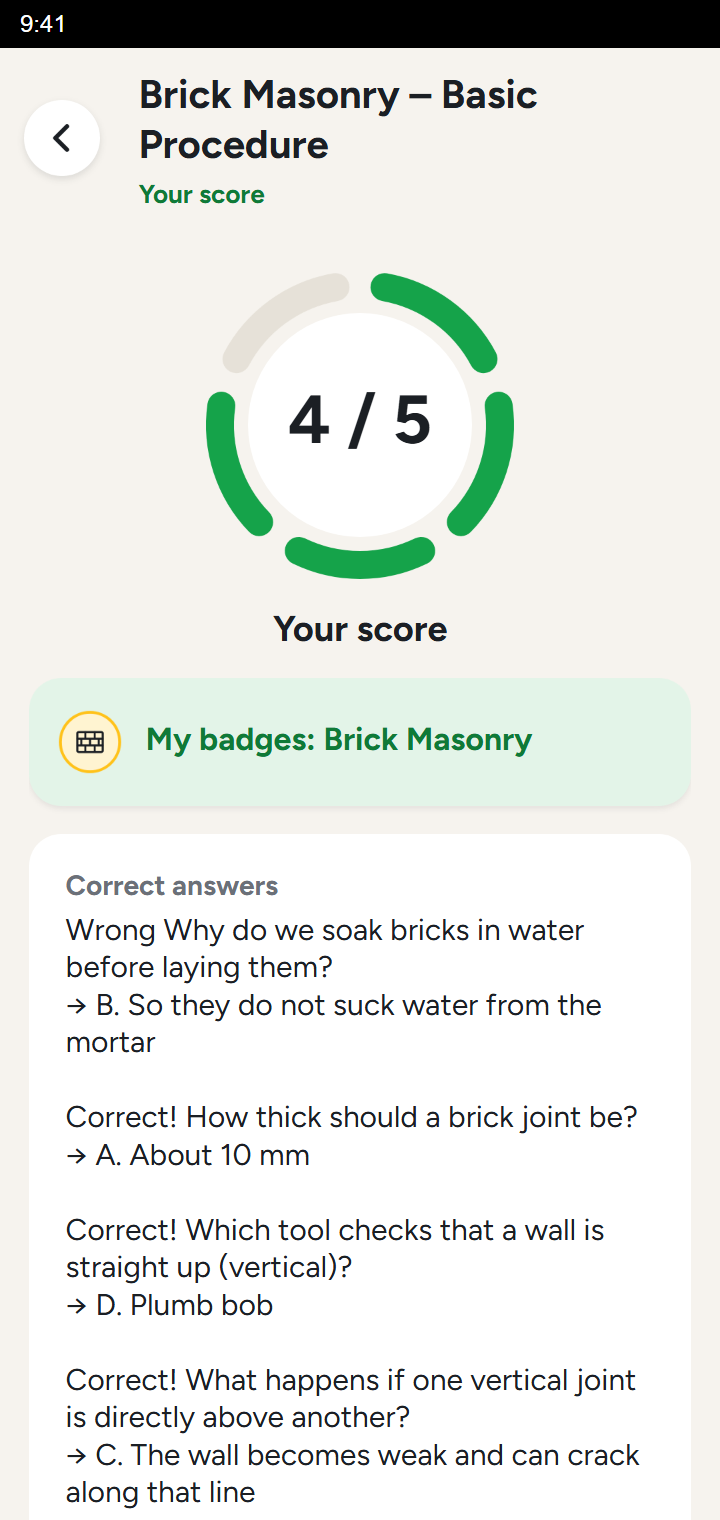 9:41
Brick Masonry – Basic
Procedure
Your score
4 / 5
Your score
My badges: Brick Masonry
Correct answers
Wrong Why do we soak bricks in water
before laying them?
→ B. So they do not suck water from the
mortar
Correct! How thick should a brick joint be?
→ A. About 10 mm
Correct! Which tool checks that a wall is
straight up (vertical)?
→ D. Plumb bob
Correct! What happens if one vertical joint
is directly above another?
→ C. The wall becomes weak and can crack
along that line